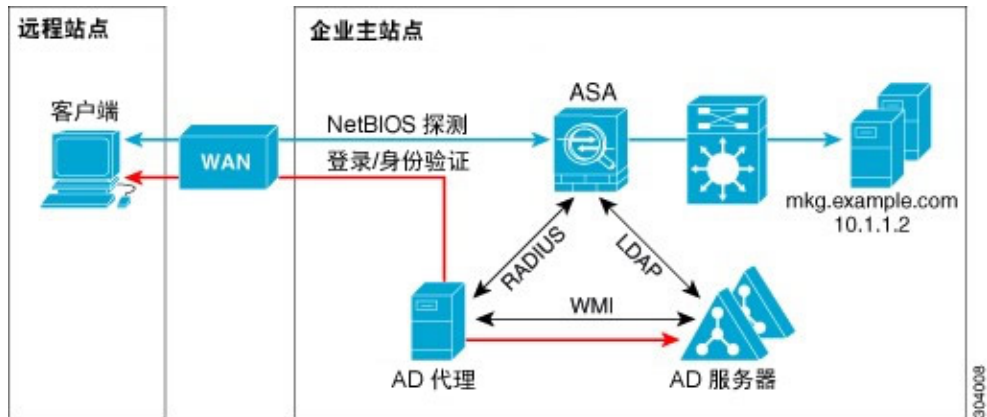 远程站点
企业主站点
客户端
ASA
NetBIOS 探测
WAN
登录/身份验证
mkg.example.com
10.1.1.2
RADIUS
LDAP
WMI
AD 代理
AD 服务器
304008